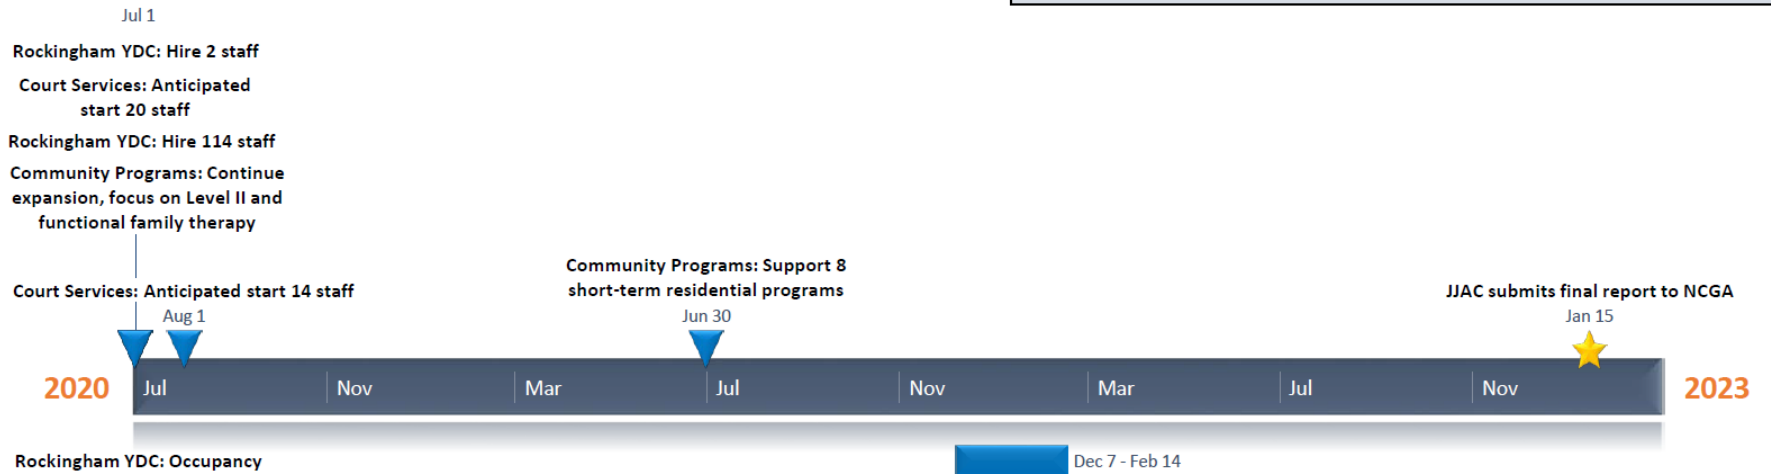 Jul 1
Rockingham YDC: Hire 2 staff
Court Services: Anticipated
start 20 staff
Rockingham YDC: Hire 114 staff
Community Programs: Continue
expansion, focus on Level II and
functional family therapy
Court Services: Anticipated start 14 staff
Aug 1
Community Programs: Support 8
short-term residential programs
Jun 30
JJAC submits final report to NCGA
Jan 15
2020 Jul Nov Mar Jul Nov Mar Jul Nov 2023
Rockingham YDC: Occupancy Dec 7 - Feb 14